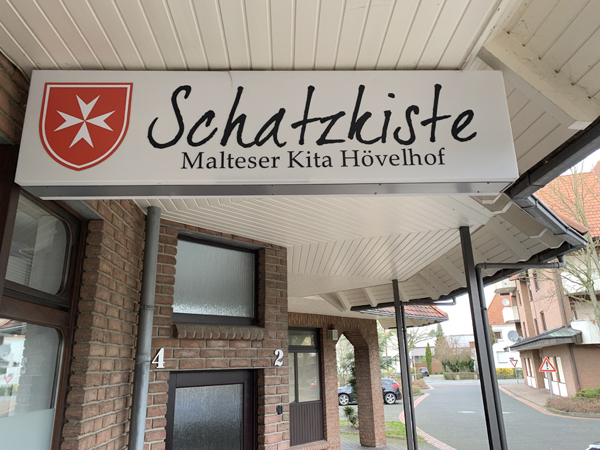 Schatzkiste
Malteser Kita Hövelhof
4
2